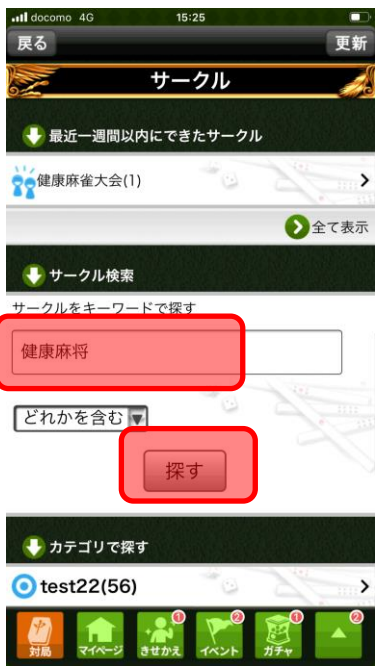 docomo 4G 15:25
戻る 更新
サークル
最近一週間以内にできたサークル
健康麻雀大会(1)
全て表示
サークル検索
サークルをキーワードで探す
健康麻将
どれかを含む
探す
カテゴリで探す
test22(56)
対局 マイページ きせかえ 1 イベント 2 ガチャ 1 2